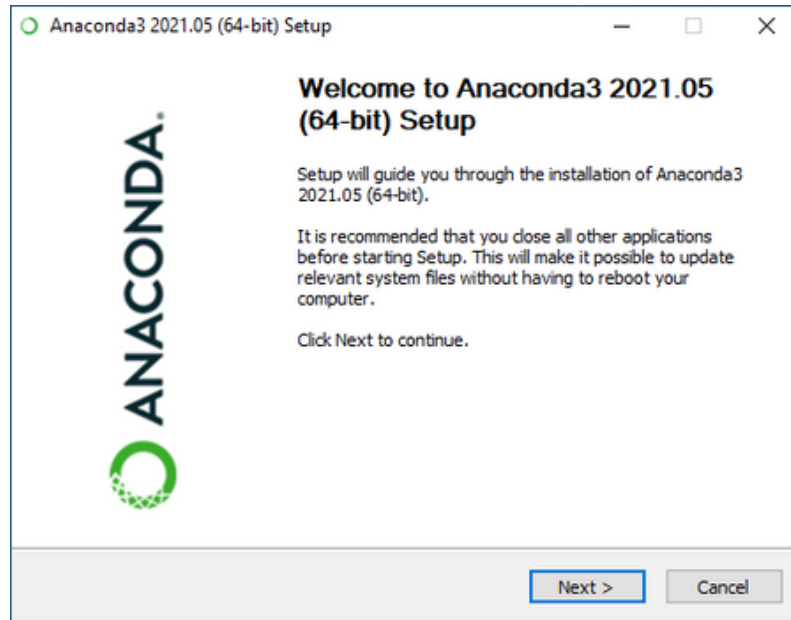 Anaconda3 2021.05 (64-bit) Setup
Welcome to Anaconda3 2021.05
(64-bit) Setup
Setup will guide you through the installation of Anaconda3
2021.05 (64-bit).
It is recommended that you close all other applications
before starting Setup. This will make it possible to update
relevant system files without having to reboot your
computer.
Click Next to continue.
ANACONDA.
Next >
Cancel